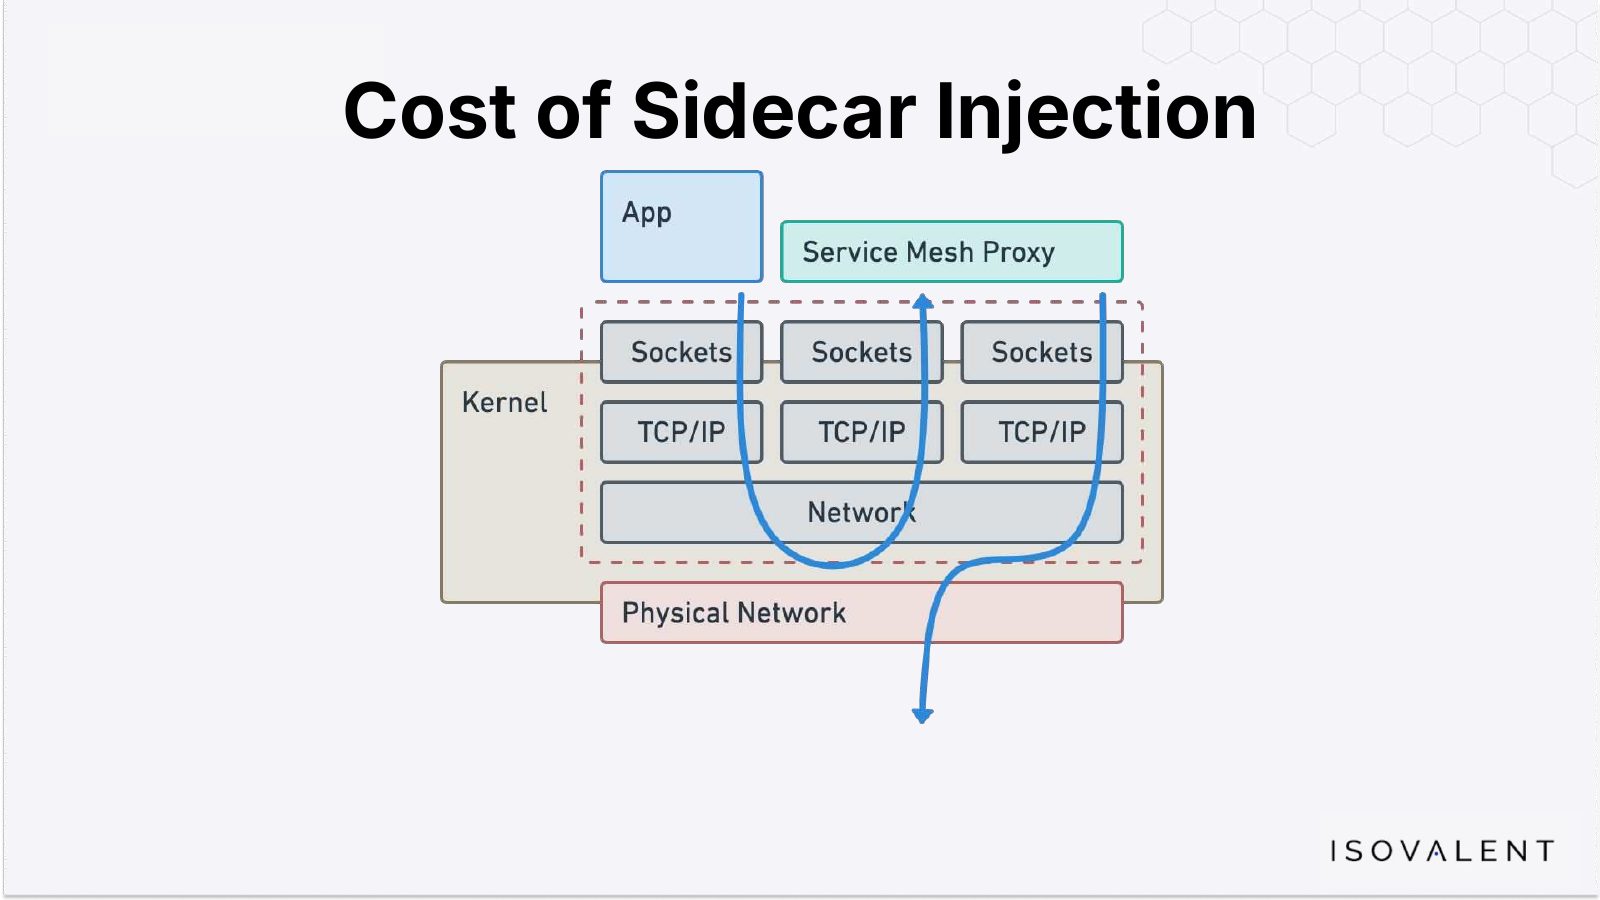 Cost of Sidecar Injection
App
Service Mesh Proxy
Sockets Sockets Sockets
Kernel
TCP/IP TCP/IP TCP/IP
Network
Physical Network
ISOVALENT